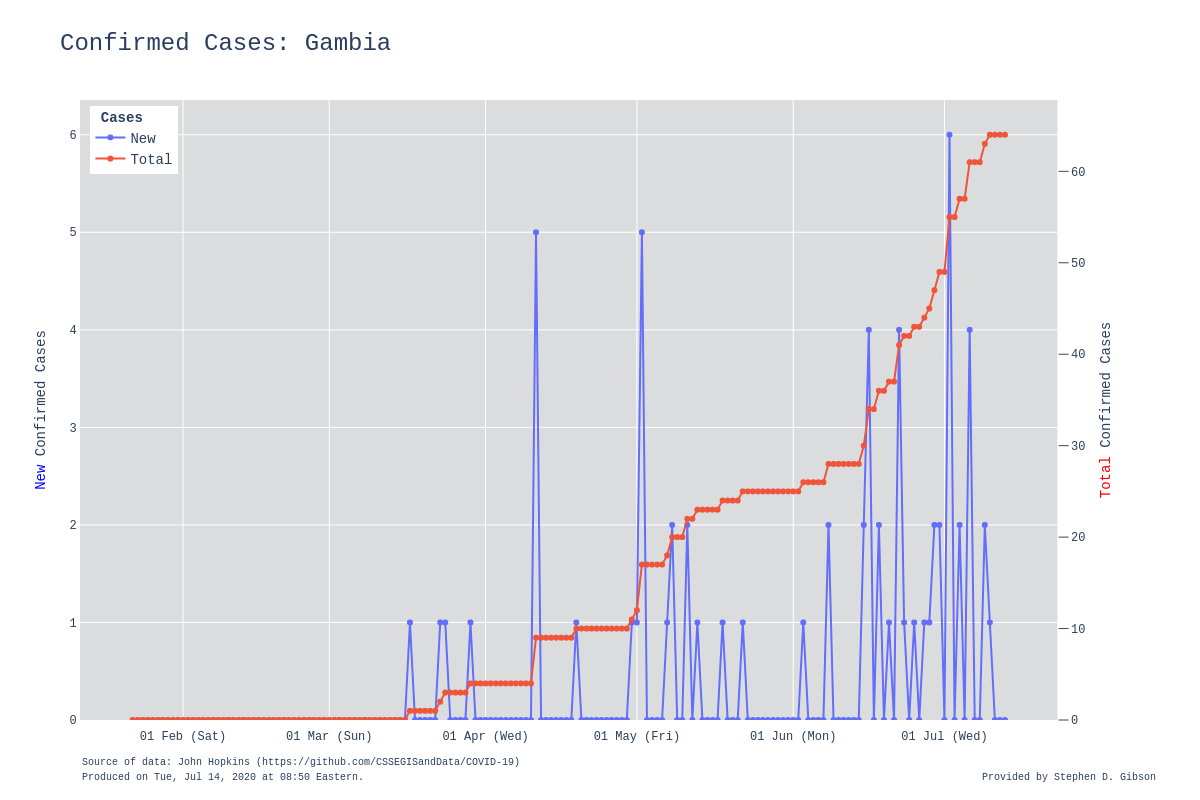 Confirmed Cases: Gambia
Cases
New
Total
6
5
4
3
2
1
0
New Confirmed Cases
60
50
40
30
20
10
0
Total Confirmed Cases
01 Feb (Sat) 01 Mar (Sun) 01 Apr (Wed) 01 May (Fri) 01 Jun (Mon) 01 Jul (Wed)
Source of data: John Hopkins (https://github.com/CSSEGISandData/COVID-19)
Produced on Tue, Jul 14, 2020 at 08:50 Eastern.
Provided by Stephen D. Gibson